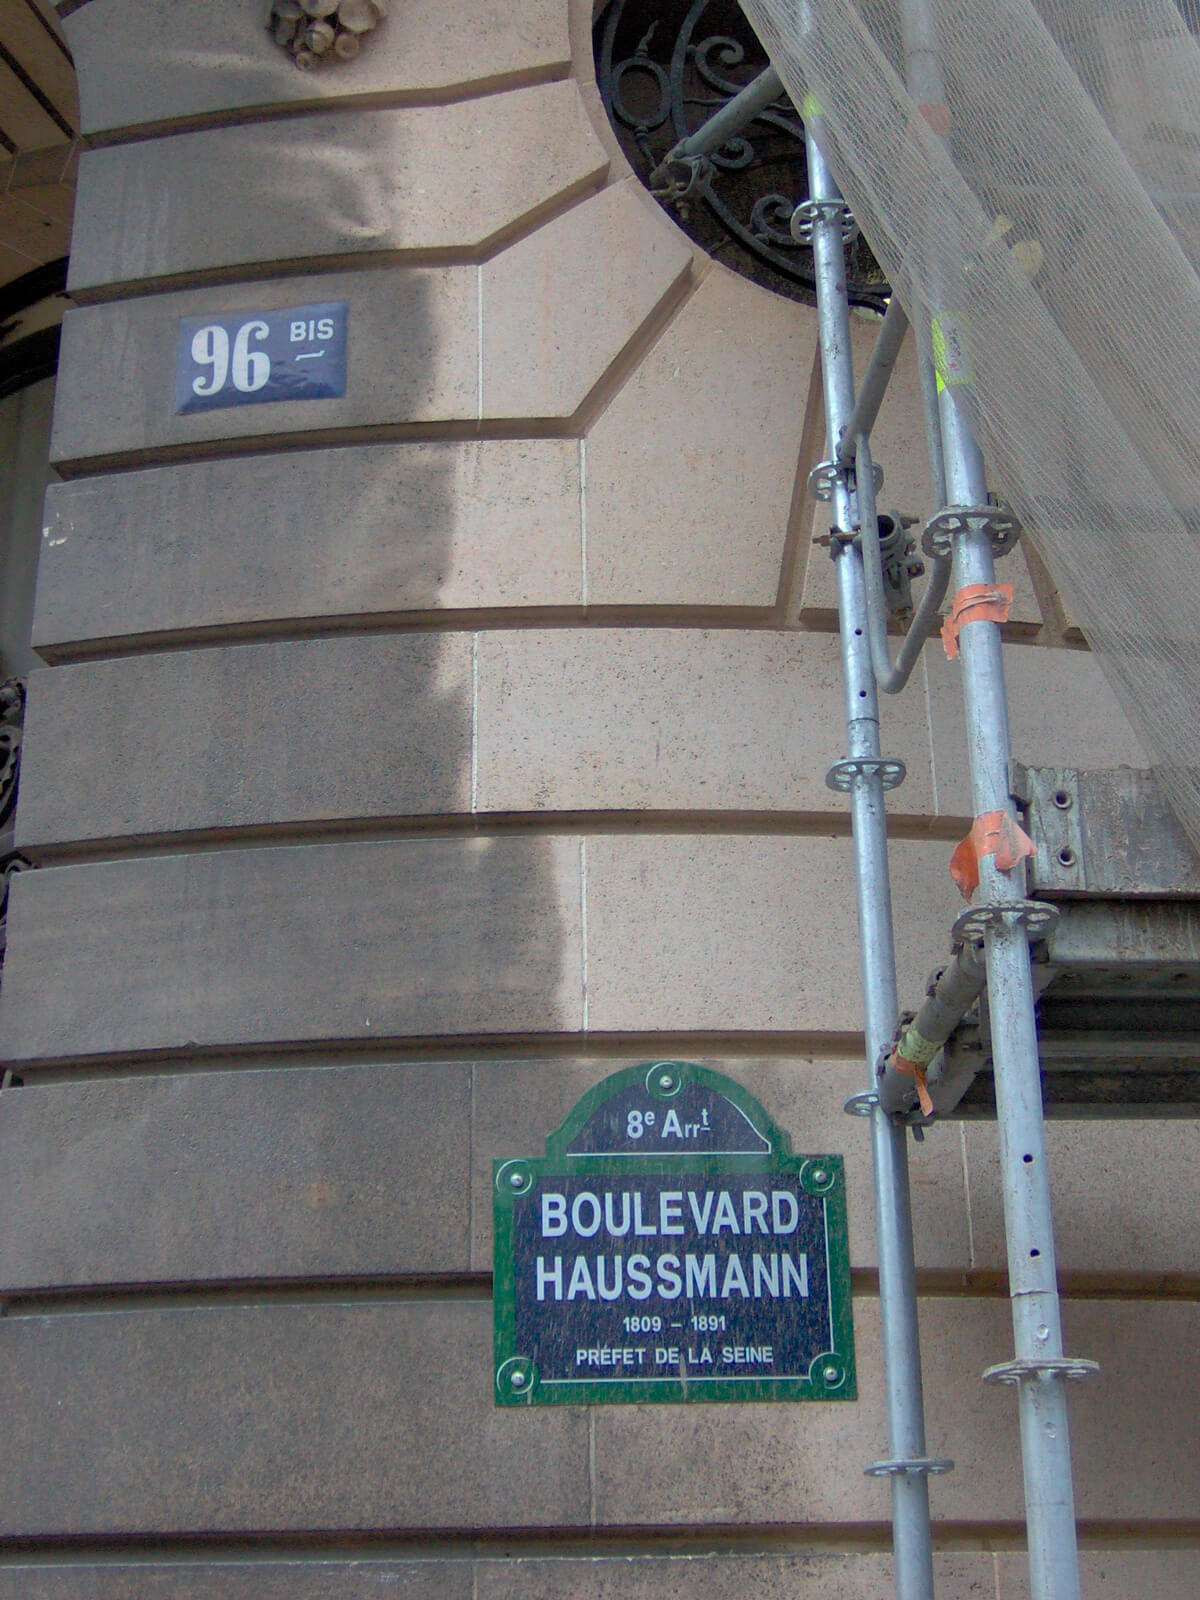 96 BIS
8e Arrt
BOULEVARD
HAUSSMANN
1809 - 1891
PRÉFET DE LA SEINE